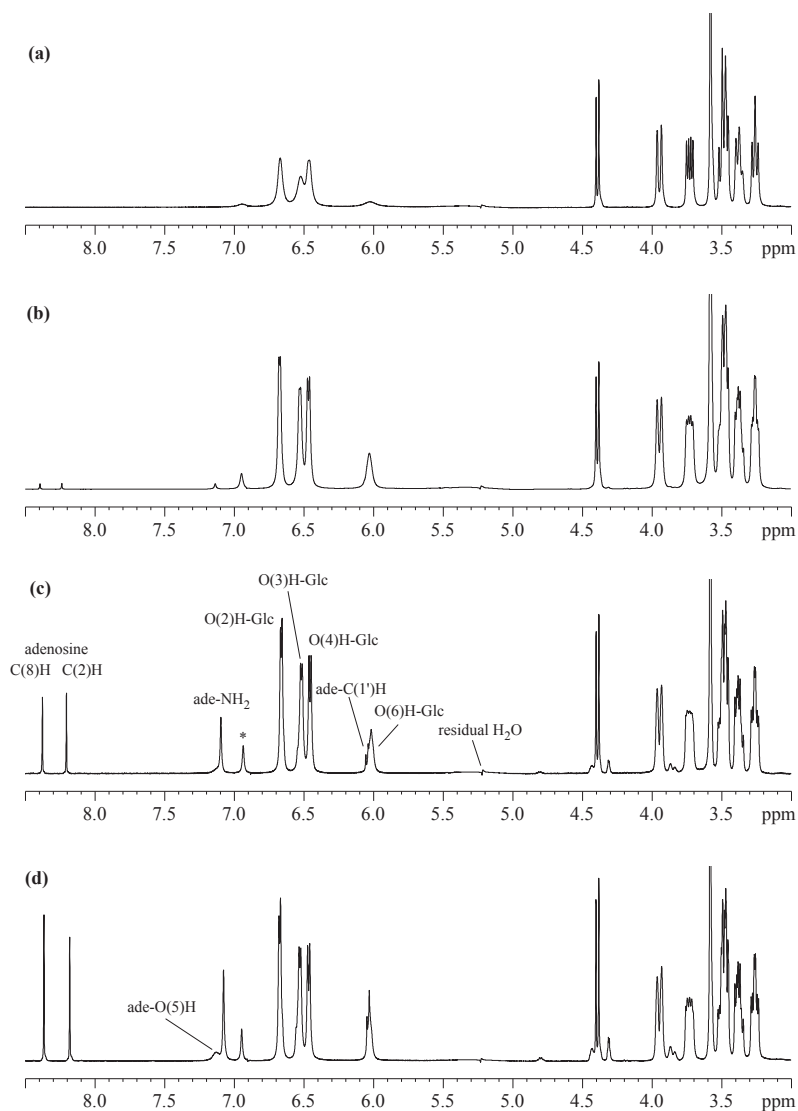 (a)
8.0 7.5 7.0 6.5 6.0 5.5 5.0 4.5 4.0 3.5 ppm
(b)
8.0 7.5 7.0 6.5 6.0 5.5 5.0 4.5 4.0 3.5 ppm
(c)
O(3)H-Glc
O(2)H-Glc
O(4)H-Glc
adenosine
C(8)H C(2)H
ade-NH2
ade-C(1')H
O(6)H-Glc
*
residual H2O
8.0 7.5 7.0 6.5 6.0 5.5 5.0 4.5 4.0 3.5 ppm
(d)
ade-O(5)H
8.0 7.5 7.0 6.5 6.0 5.5 5.0 4.5 4.0 3.5 ppm